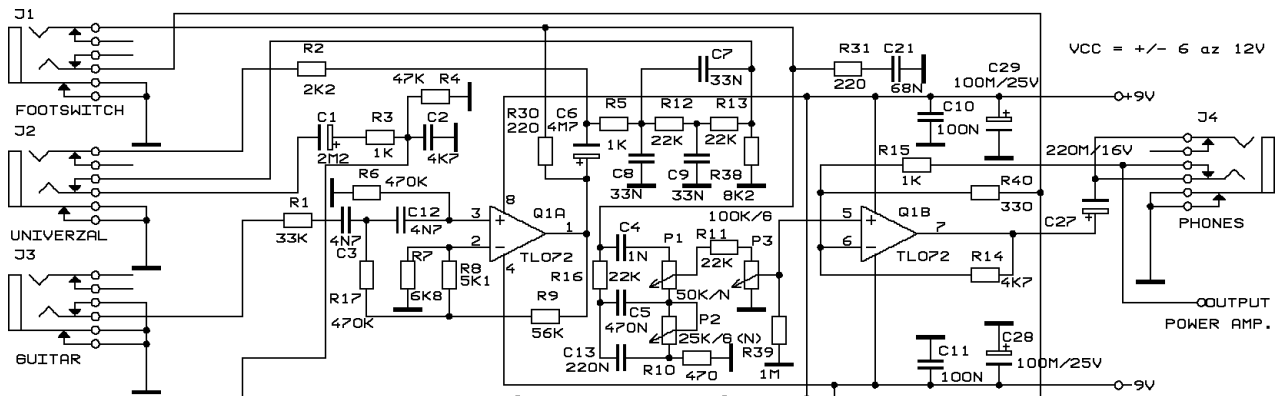 J1
FOOTSWITCH
J2
UNIVERZAL
J3
GUITAR
R2
2K2
C1
2M2
R3
1K
47K
R4
C2
4K7
R6
470K
R1
33K
4N7
C3
C12
4N7
R17
470K
R7
6K8
R8
5K1
R9
56K
3
2
8
4
1
+
-
Q1A
TL072
R30
220
C6
4M7
R5
1K
C7
33N
R12
22K
R13
22K
C8
33N
C9
33N
R38
8K2
100K/G
C4
1N
R16
22K
P1
50K/N
R11
22K
P3
C5
470N
P2
25K/G(N)
C13
220N
R10
470
R39
1M
R31
220
C21
68N
VCC = +/- 6 az 12V
C29
100M/25V
C10
100N
+9V
R15
1K
R40
330
220M/16V
C27
J4
PHONES
5
6
7
+
-
Q1B
TL072
R14
4K7
OUTPUT
POWER AMP.
C11
100N
C28
100M/25V
-9V